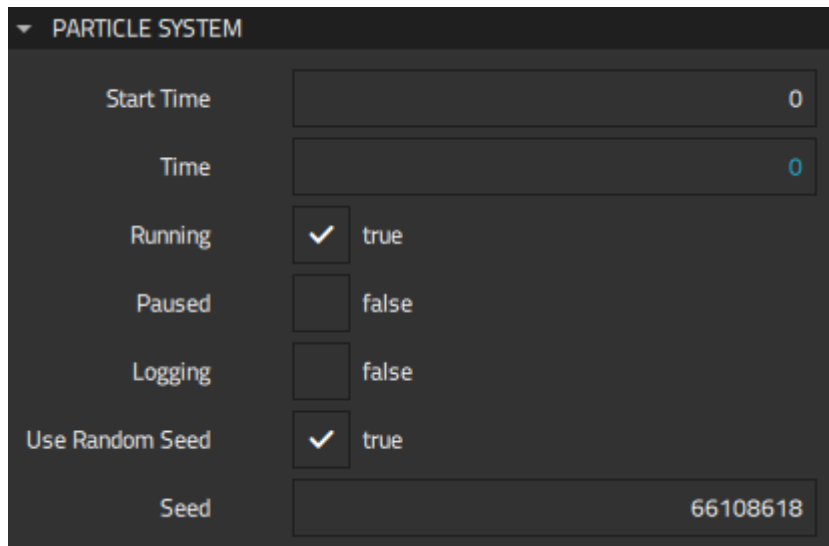 PARTICLE SYSTEM
Start Time 0
Time 0
Running true
Paused false
Logging false
Use Random Seed true
Seed 66108618